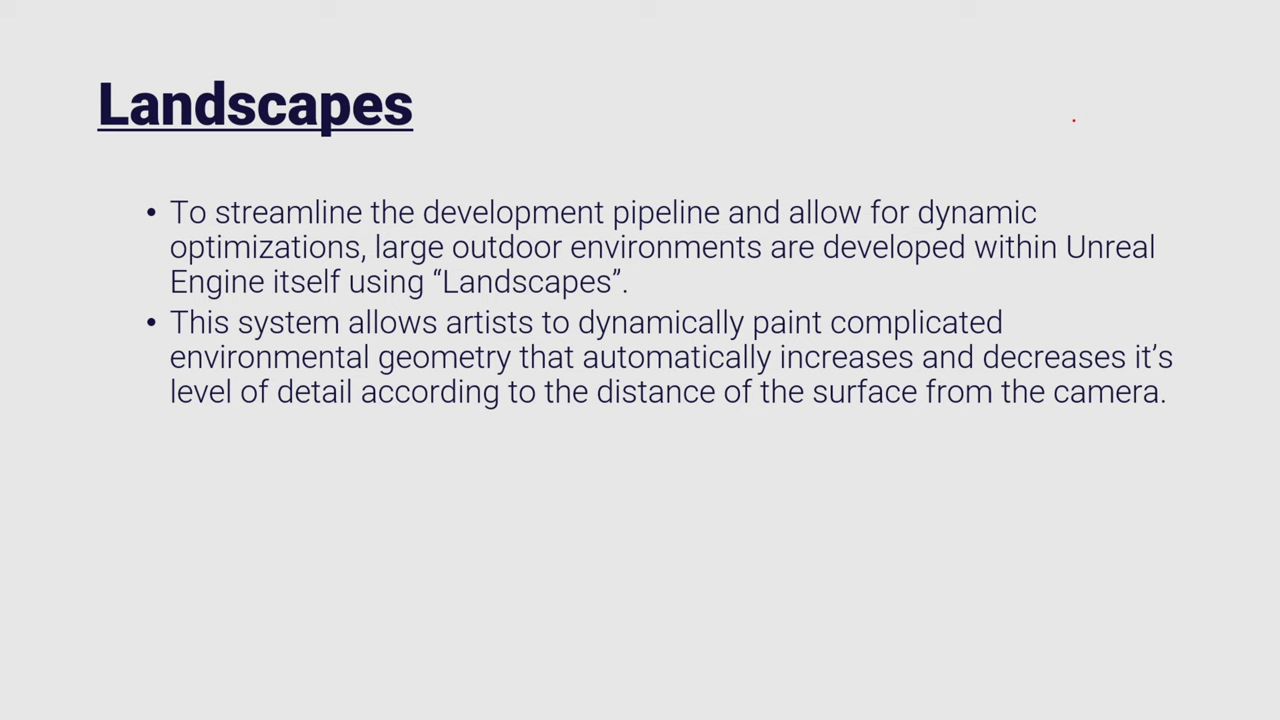 Landscapes
• To streamline the development pipeline and allow for dynamic
optimizations, large outdoor environments are developed within Unreal
Engine itself using “Landscapes”.
• This system allows artists to dynamically paint complicated
environmental geometry that automatically increases and decreases it’s
level of detail according to the distance of the surface from the camera.